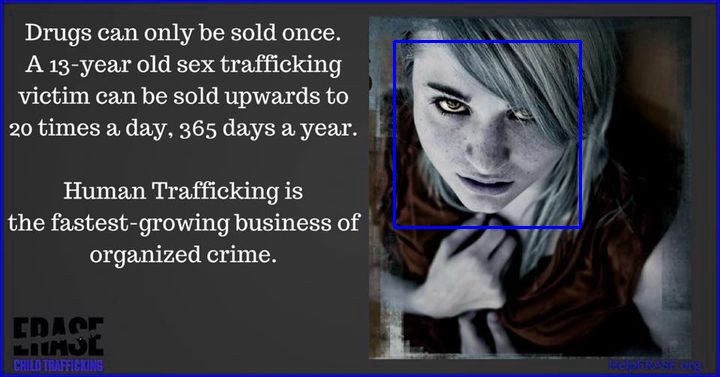 Drugs can only be sold once.
A 13-year old sex trafficking
victim can be sold upwards to
20 times a day, 365 days a year.
Human Trafficking is
the fastest-growing business of
organized crime.
ERASE
CHILD TRAFFICKING
HelpERASE.org